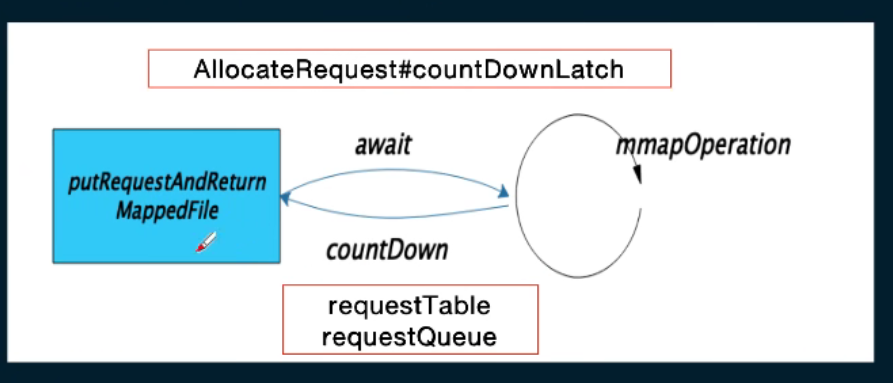 AllocateRequest#countDownLatch
await
mmapOperation
putRequestAndReturn
MappedFile
countDown
requestTable
requestQueue